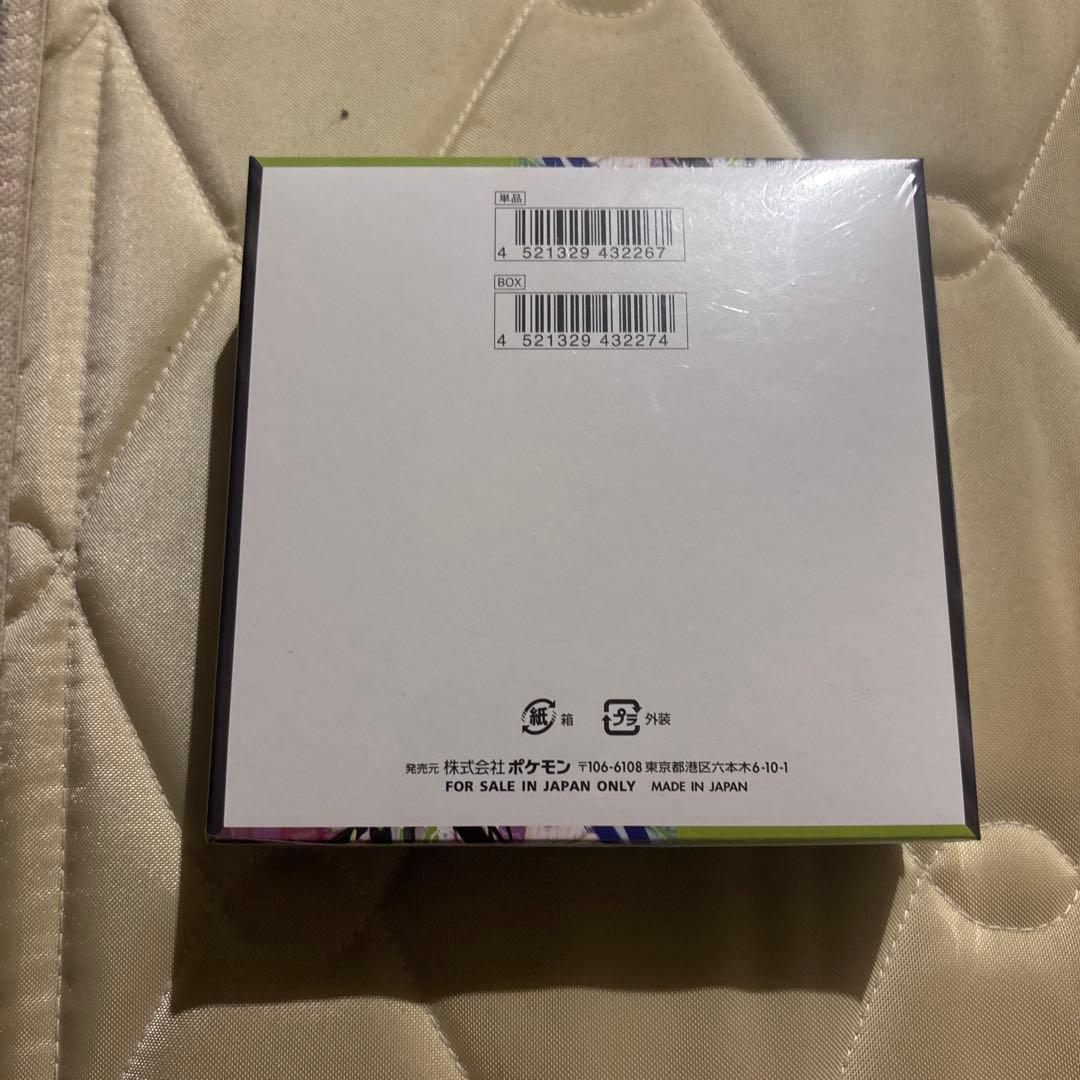 単品
4 521329 432267
BOX
4 521329 432274
紙 箱 プラ 外装
発売元 株式会社 ポケモン 〒106-6108 東京都港区六本木6-10-1
FOR SALE IN JAPAN ONLY MADE IN JAPAN